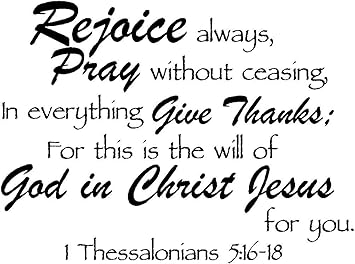 Rejoice always,
Pray without ceasing,
In everything Give Thanks;
For this is the will of
God in Christ Jesus
for you.
1 Thessalonians 5:16-18